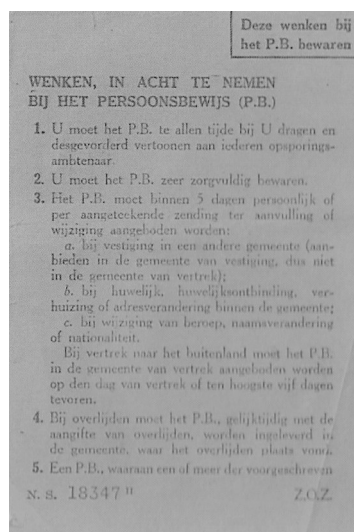 Deze wenken bij
het P.B. bewaren
WENKEN, IN ACHT TE NEMEN
BIJ HET PERSOONSBEWIJS (P.B.)
1. U moet het P.B. te allen tijde bij U dragen en
desgevorderd vertoonen aan iederen opsporings-
ambtenaar.
2. U moet het P.B. zeer zorgvuldig bewaren.
3. Het P.B. moet binnen 5 dagen persoonlijk of
per aangeteekende zending ter aanvulling of
wijziging aangeboden worden:
a. bij vestiging in een andere gemeente (aan-
bieden in de gemeente van vestiging, dus niet
in de gemeente van vertrek);
b. bij huwelijk, huwelijksontbinding, ver-
huizing of adresverandering binnen de gemeente;
c. bij wijziging van beroep, naamsverandering
of nationaliteit.
Bij vertrek naar het buitenland moet het P.B.
in de gemeente van vertrek aangeboden worden
op den dag van vertrek of ten hoogste vijf dagen
tevoren.
4. Bij overlijden moet het P.B., gelijktijdig met de
aangifte van overlijden, worden ingeleverd in
de gemeente, waar het overlijden plaats vond.
5. Een P.B., waaraan een of meer der voorgeschreven
N. S. 18347 "
Z.O.Z.